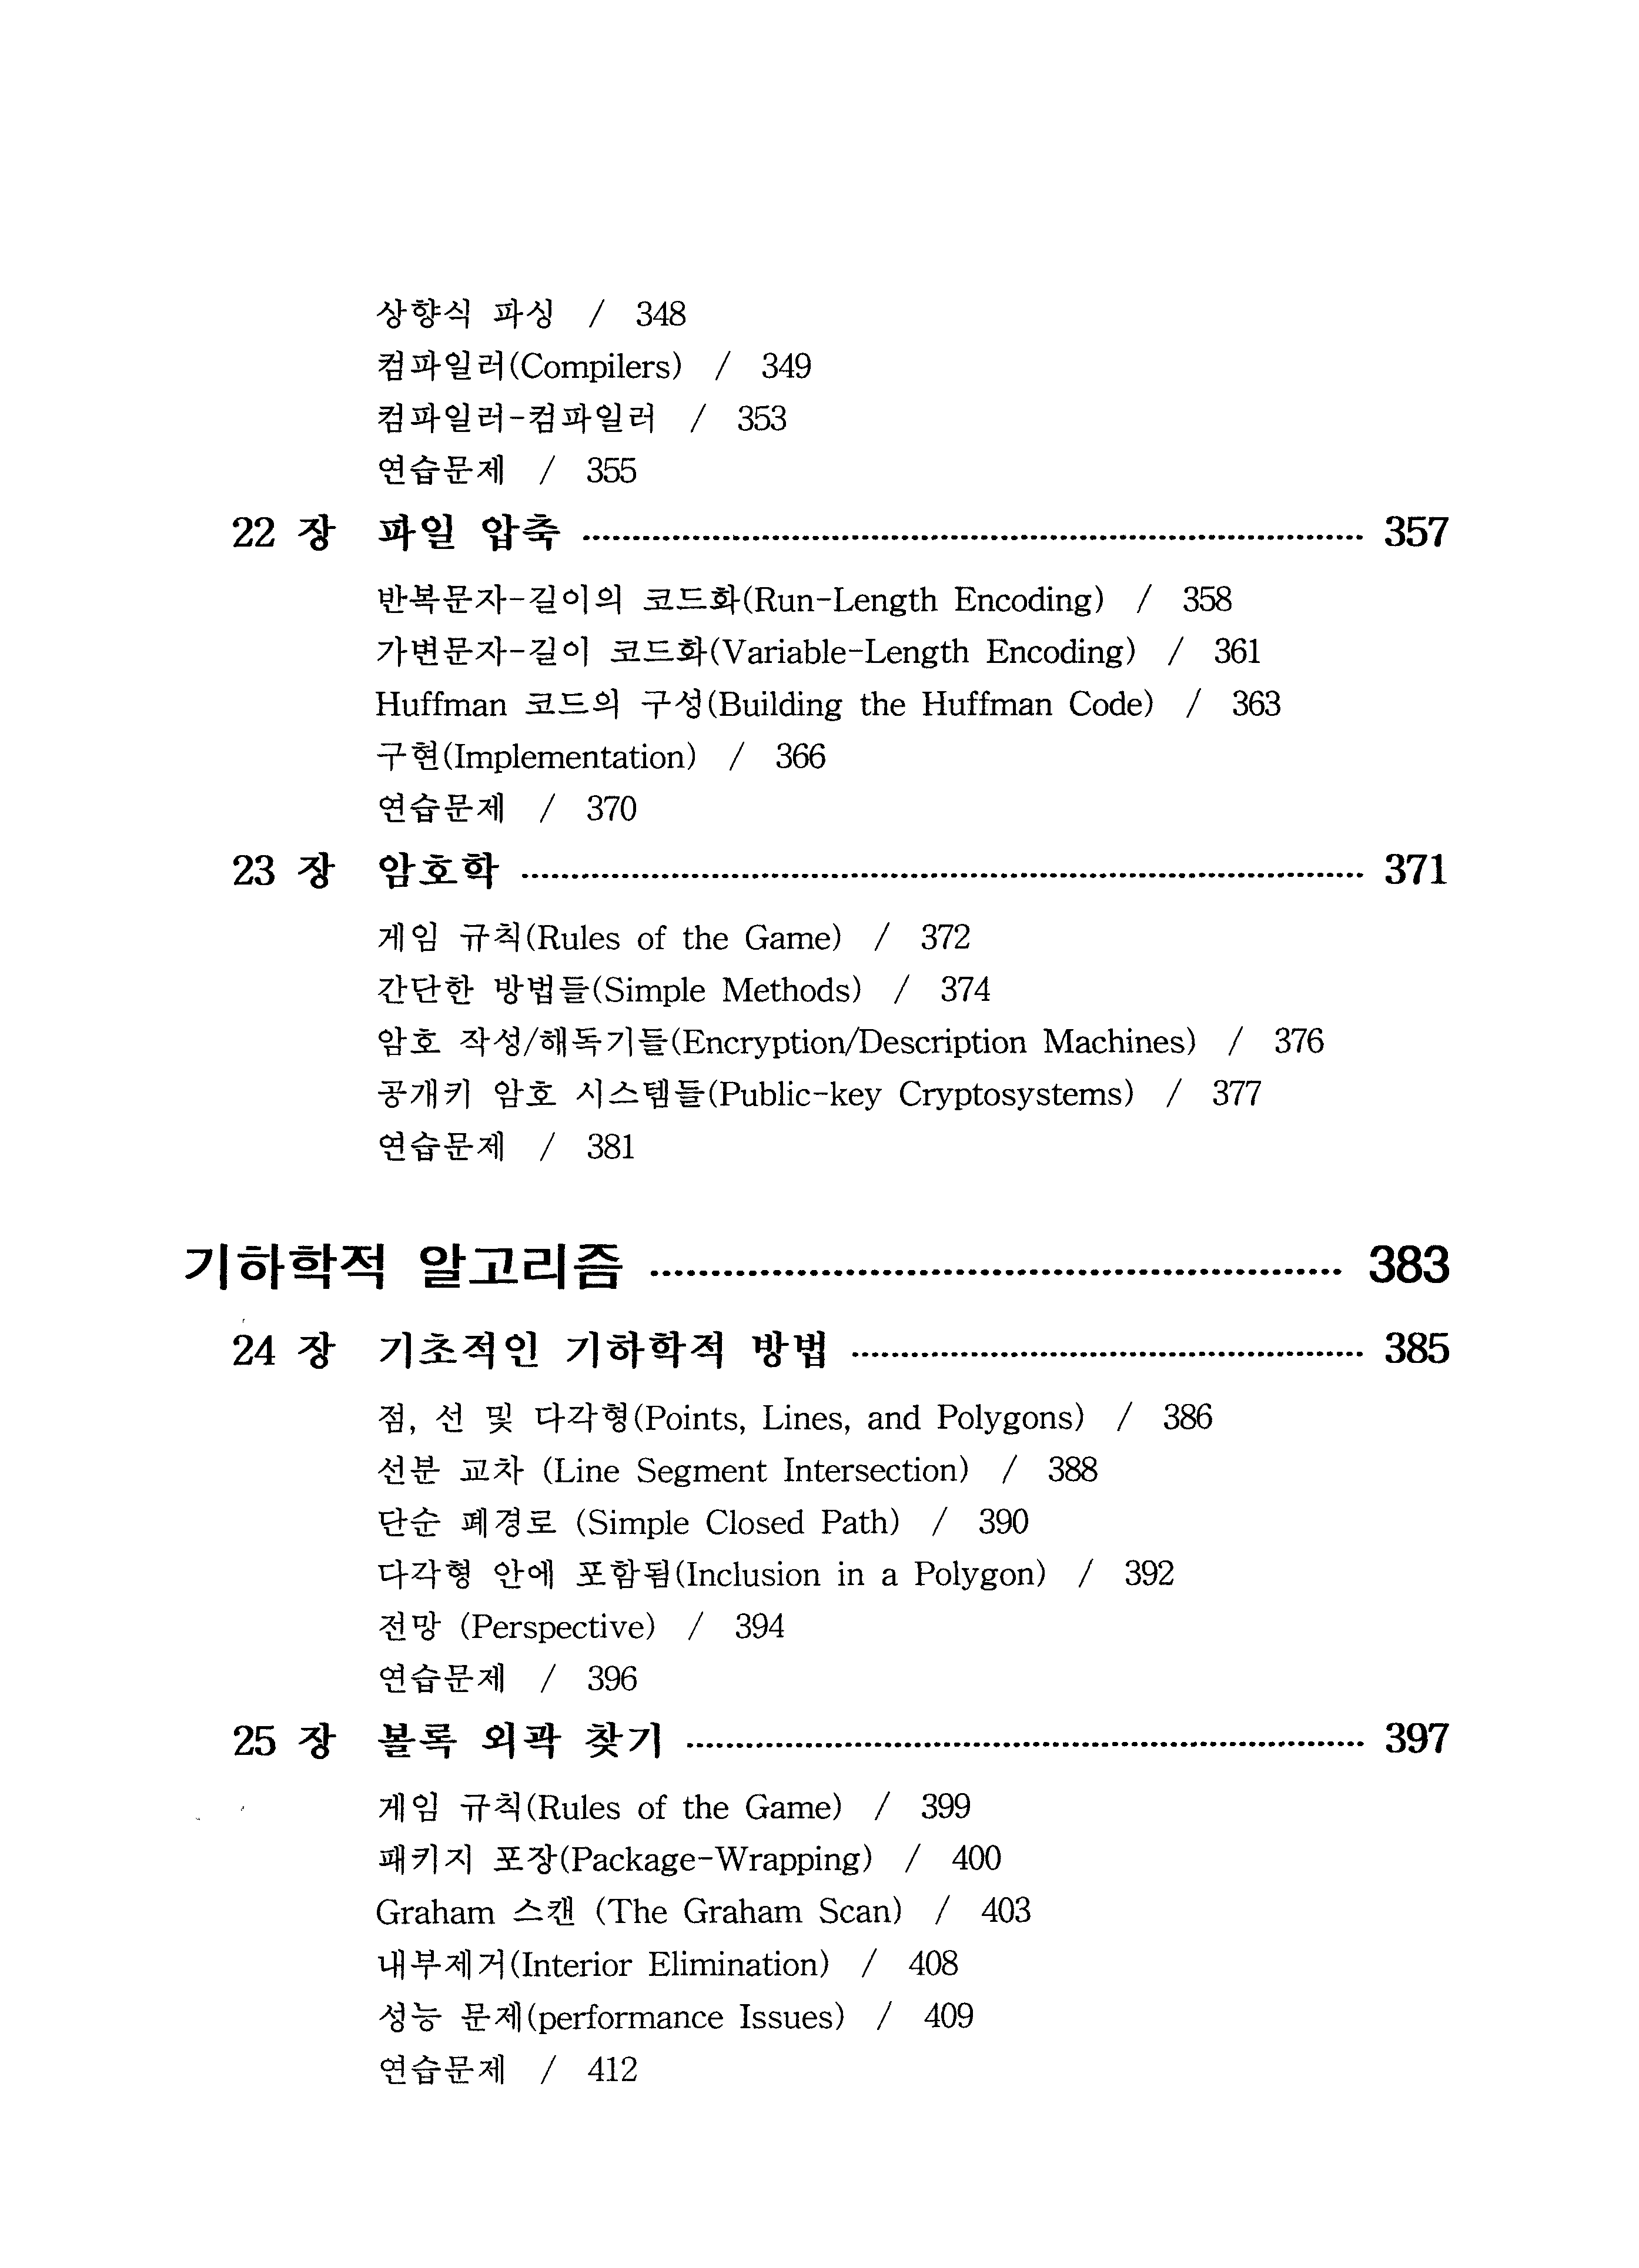 상향식 파싱 / 348
컴파일러(Compilers) / 349
컴파일러-컴파일러 / 353
연습문제 / 355
22 장 파일 압축 ................ 357
반복문자-길이의 코드화(Run-Length Encoding) / 358
가변문자-길이 코드화(Variable-Length Encoding) / 361
Huffman 코드의 구성(Building the Huffman Code) / 363
구현(Implementation) / 366
연습문제 / 370
23 장 암호학 ................ 371
게임 규칙(Rules of the Game) / 372
간단한 방법들(Simple Methods) / 374
암호 작성/해독기들(Encryption/Description Machines) / 376
공개키 암호 시스템들(Public-key Cryptosystems) / 377
연습문제 / 381
기하학적 알고리즘 ................ 383
24 장 기초적인 기하학적 방법 ................ 385
점, 선 및 다각형(Points, Lines, and Polygons) / 386
선분 교차 (Line Segment Intersection) / 388
단순 폐경로 (Simple Closed Path) / 390
다각형 안에 포함됨(Inclusion in a Polygon) / 392
전망 (Perspective) / 394
연습문제 / 396
25 장 볼록 외곽 찾기 ................ 397
게임 규칙(Rules of the Game) / 399
패키지 포장(Package-Wrapping) / 400
Graham 스캔 (The Graham Scan) / 403
내부제거(Interior Elimination) / 408
성능 문제(performance Issues) / 409
연습문제 / 412